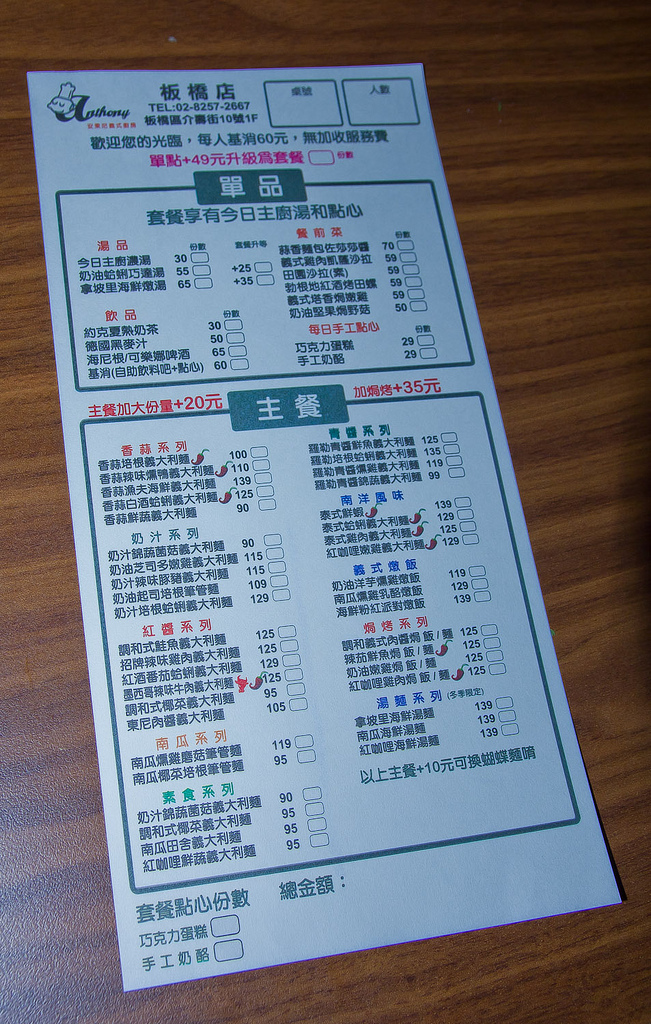 Anthony
安東尼義式廚房
板橋店
TEL:02-8257-2667
板橋區介壽街10號1F
桌號
人數
歡迎您的光臨，每人基消60元，無加收服務費
單點+49元升級為套餐 份數
單品
套餐享有今日主廚湯和點心
湯品 份數 套餐升等
今日主廚濃湯 30
奶油蛤蜊巧達湯 55 +25
拿坡里海鮮燉湯 65 +35
飲品 份數
約克夏熟奶茶 30
德國黑麥汁 50
海尼根/可樂娜啤酒 65
基消(自助飲料吧+點心) 60
餐前菜 份數
蒜香麵包佐莎莎醬 70
義式雞肉凱薩沙拉 59
田園沙拉(素) 59
勃根地紅酒烤田螺 59
義式塔香焗嫩雞 59
奶油堅果焗野菇 50
每日手工點心 份數
巧克力蛋糕 29
手工奶酪 29
主餐加大份量+20元
主餐
加焗烤+35元
香蒜系列
香蒜培根義大利麵 100
香蒜辣味燻鴨義大利麵 110
香蒜漁夫海鮮義大利麵 139
香蒜白酒蛤蜊義大利麵 125
香蒜鮮蔬義大利麵 90
奶汁系列
奶汁錦蔬菌菇義大利麵 90
奶油芝司多嫩雞義大利麵 115
奶汁辣味豚豬義大利麵 115
奶油起司培根筆管麵 109
奶汁培根蛤蜊義大利麵 129
紅醬系列
調和式鮭魚義大利麵 125
招牌辣味雞肉義大利麵 125
紅酒番茄蛤蜊義大利麵 129
墨西哥辣味牛肉義大利麵 125
調和式椰菜義大利麵 95
東尼肉醬義大利麵 105
南瓜系列
南瓜燻雞蘑菇筆管麵 119
南瓜椰菜培根筆管麵 95
素食系列
奶汁錦蔬菌菇義大利麵 90
調和式椰菜義大利麵 95
南瓜田舍義大利麵 95
紅咖哩鮮蔬義大利麵 95
青醬系列
羅勒青醬鮮魚義大利麵 125
羅勒培根蛤蜊義大利麵 135
羅勒青醬燻雞義大利麵 119
羅勒青醬錦蔬義大利麵 99
南洋風味
泰式鮮蝦 139
泰式蛤蜊義大利麵 129
泰式雞肉義大利麵 125
紅咖哩嫩雞義大利麵 129
義式燉飯
奶油洋芋燻雞燉飯 119
南瓜燻雞乳酪燉飯 129
海鮮粉紅派對燉飯 139
焗烤系列
調和義式肉醬焗飯/麵 125
辣茄鮮魚焗飯/麵 125
奶油嫩雞焗飯/麵 125
紅咖哩雞肉焗飯/麵 125
湯麵系列 (冬季限定)
拿坡里海鮮湯麵 139
南瓜海鮮湯麵 139
紅咖哩海鮮湯麵 139
以上主餐+10元可換蝴蝶麵唷
套餐點心份數
巧克力蛋糕
手工奶酪
總金額：